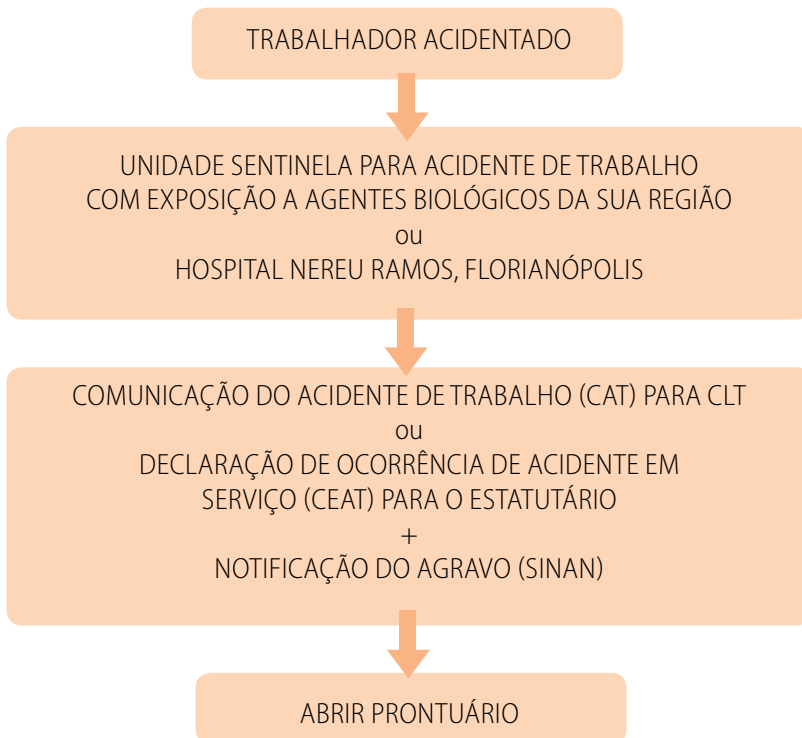 TRABALHADOR ACIDENTADO
UNIDADE SENTINELA PARA ACIDENTE DE TRABALHO
COM EXPOSIÇÃO A AGENTES BIOLÓGICOS DA SUA REGIÃO
ou
HOSPITAL NEREU RAMOS, FLORIANÓPOLIS
COMUNICAÇÃO DO ACIDENTE DE TRABALHO (CAT) PARA CLT
ou
DECLARAÇÃO DE OCORRÊNCIA DE ACIDENTE EM
SERVIÇO (CEAT) PARA O ESTATUTÁRIO
+
NOTIFICAÇÃO DO AGRAVO (SINAN)
ABRIR PRONTUÁRIO